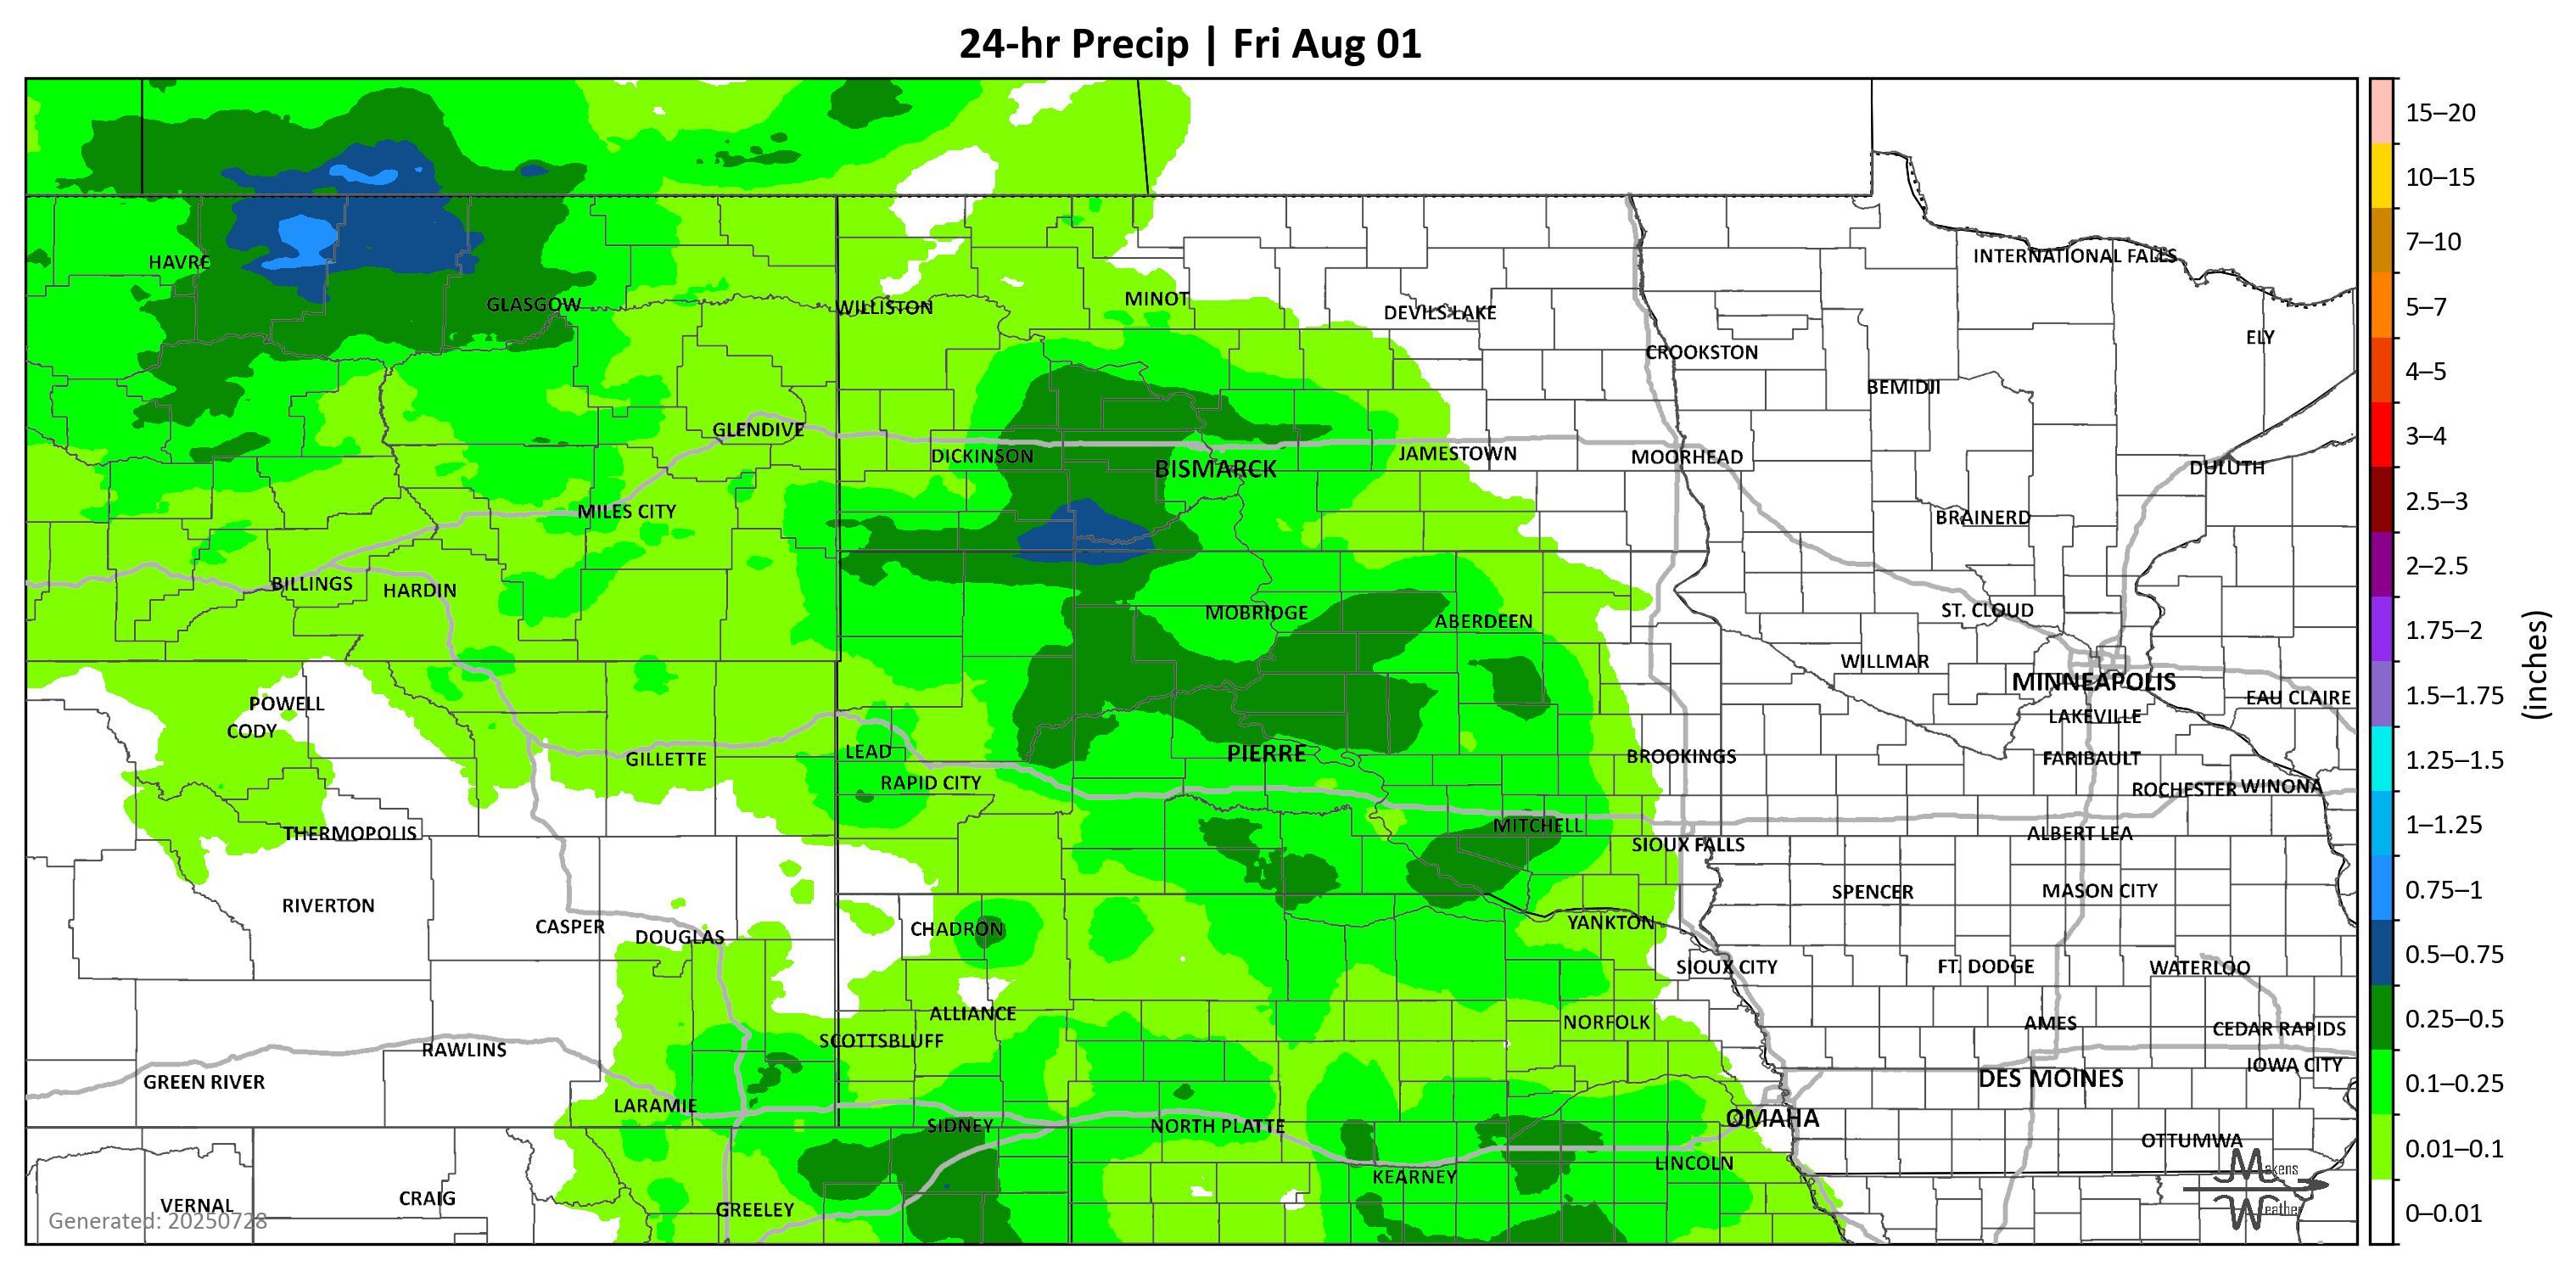 24-hr Precip | Fri Aug 01
15–20
10–15
7–10
5–7
4–5
3–4
2.5–3
2–2.5
1.75–2
1.5–1.75
1.25–1.5
1–1.25
0.75–1
0.5–0.75
0.25–0.5
0.1–0.25
0.01–0.1
0–0.01
(inches)
INTERNATIONAL FALLS
HAVRE
GLASGOW
WILLISTON
MINOT
DEVILS LAKE
ELY
CROOKSTON
BEMIDJI
GLENDIVE
DICKINSON
BISMARCK
JAMESTOWN
MOORHEAD
DULUTH
MILES CITY
BRAINERD
BILLINGS
HARDIN
MOBRIDGE
ABERDEEN
ST. CLOUD
WILLMAR
MINNEAPOLIS
EAU CLAIRE
POWELL
CODY
LAKEVILLE
GILLETTE
LEAD
PIERRE
BROOKINGS
FARIBAULT
RAPID CITY
ROCHESTER
WINONA
THERMOPOLIS
MITCHELL
SIOUX FALLS
ALBERT LEA
RIVERTON
SPENCER
MASON CITY
CASPER
DOUGLAS
CHADRON
YANKTON
SIOUX CITY
FT. DODGE
WATERLOO
ALLIANCE
NORFOLK
AMES
CEDAR RAPIDS
SCOTTSBLUFF
RAWLINS
IOWA CITY
GREEN RIVER
DES MOINES
LARAMIE
SIDNEY
NORTH PLATTE
OMAHA
OTTUMWA
KEARNEY
LINCOLN
VERNAL
CRAIG
GREELEY
Generated: 20250728
Makens
Weather